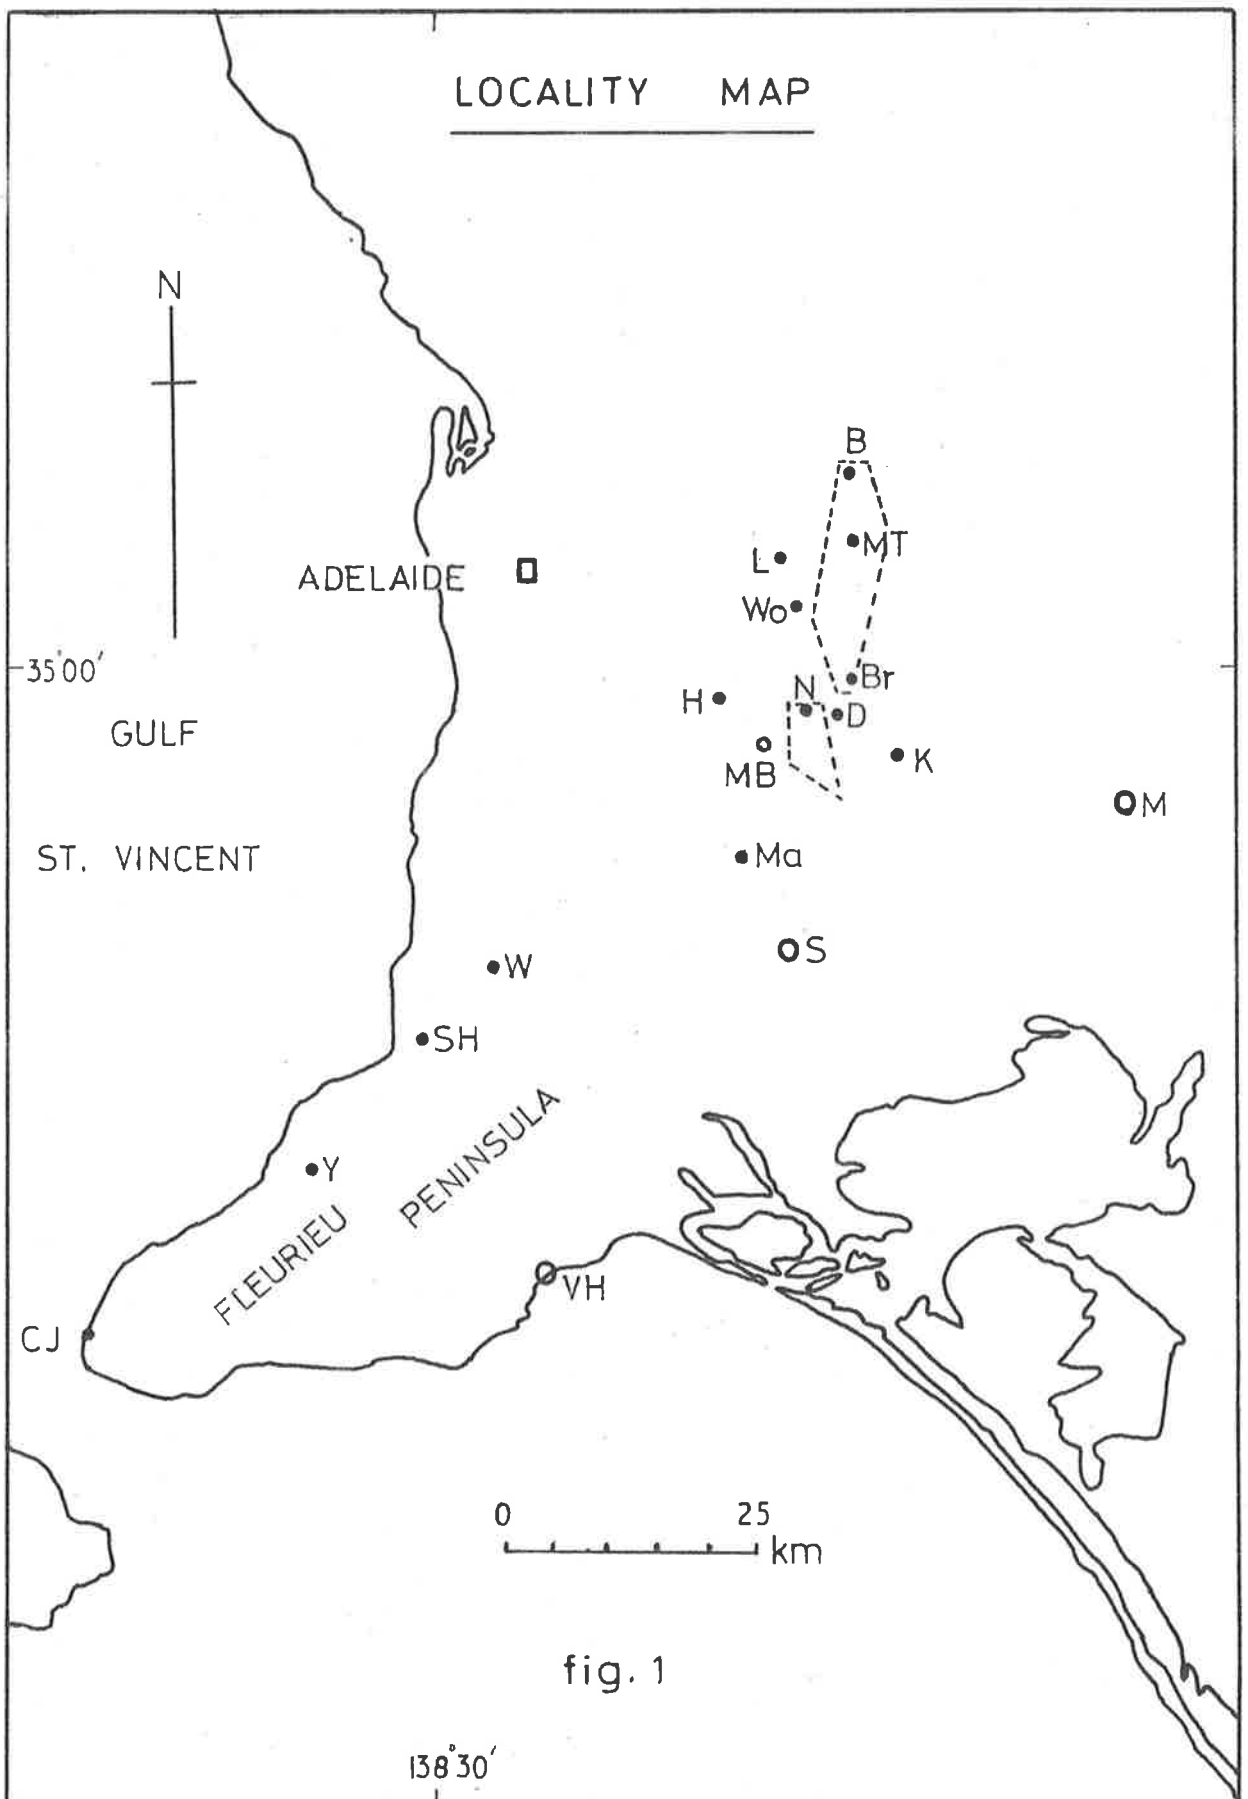 LOCALITY MAP
N
B
MT
L
ADELAIDE
Wo
35°00'
Br
H
N
D
GULF
K
MB
M
ST. VINCENT
Ma
S
W
SH
PENINSULA
Y
FLEURIEU
VH
CJ
0 25
km
fig. 1
138°30'